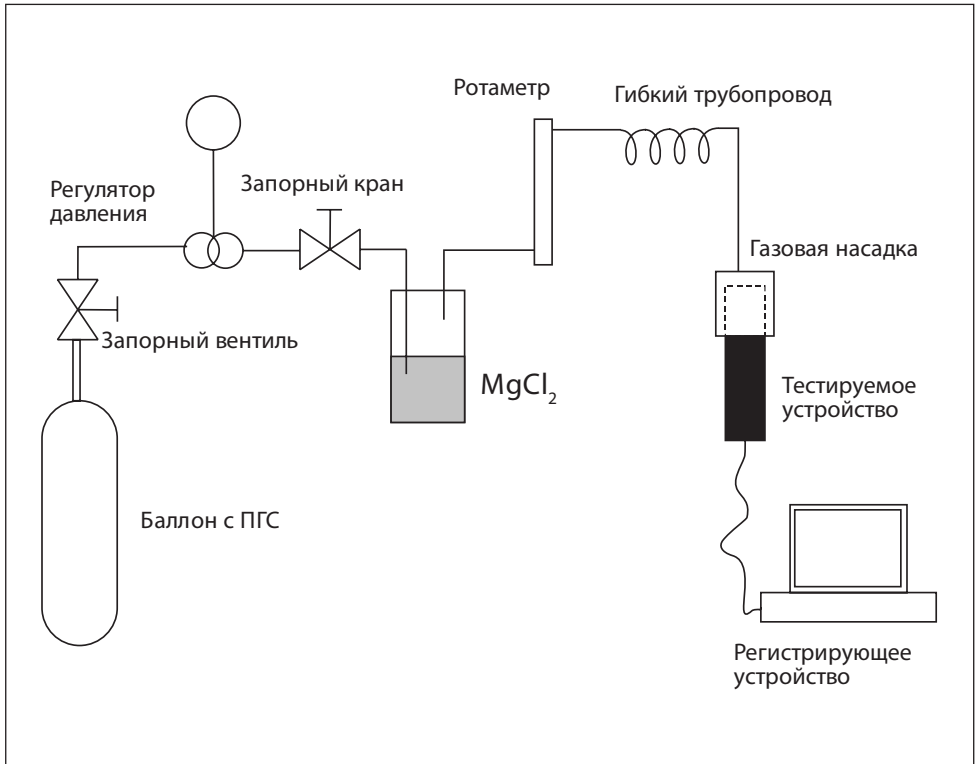 Ротаметр
Гибкий трубопровод
Регулятор
давления
Запорный кран
Газовая насадка
Запорный вентиль
MgCl₂
Тестируемое
устройство
Баллон с ПГС
Регистрирующее
устройство